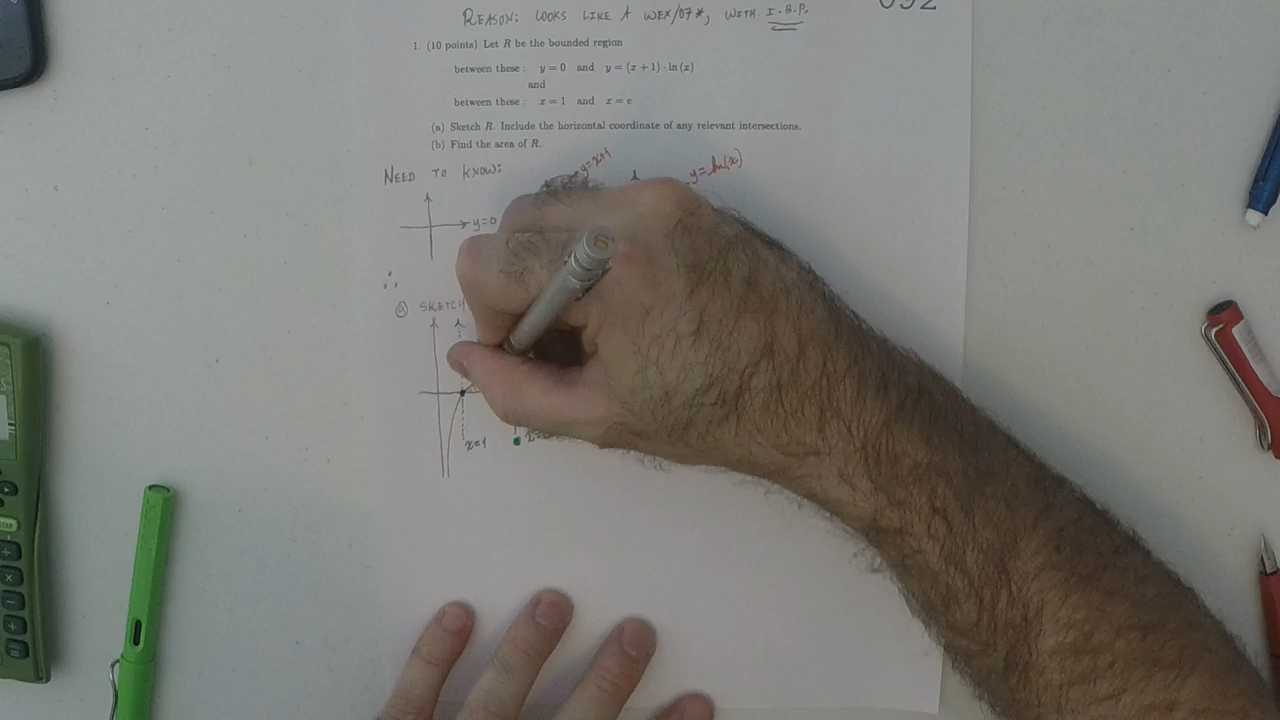 REASON: LOOKS LIKE A WEX/07*, WITH I.B.P.
1. (10 points) Let R be the bounded region
between these : y = 0 and y = (x + 1) · ln (x)
and
between these : x = 1 and x = e
(a) Sketch R. Include the horizontal coordinate of any relevant intersections.
(b) Find the area of R.
NEED TO KNOW:
y=x+1
y=ln(x)
y=0
∴
(a) SKETCH
x=1